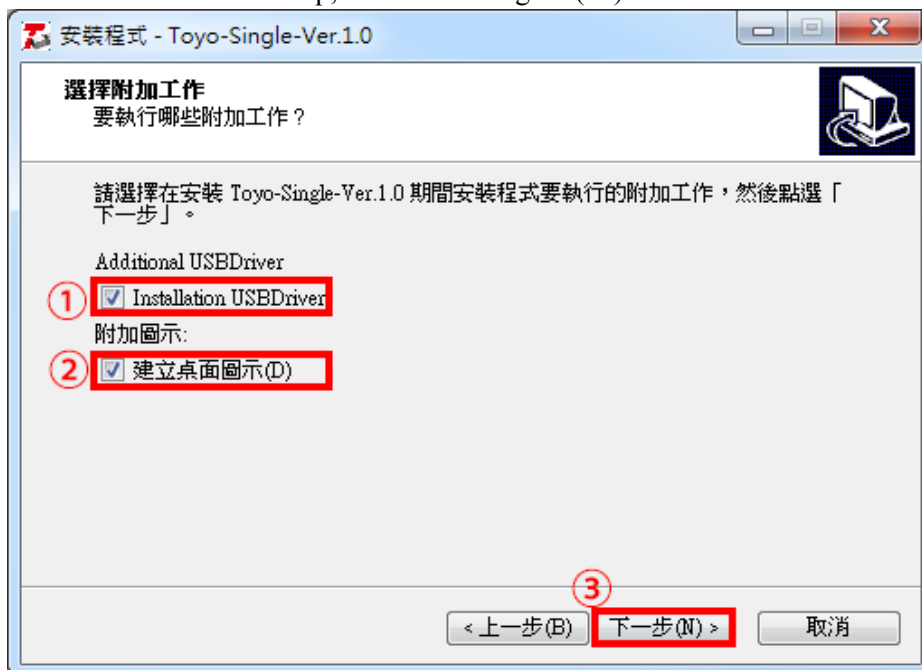 安裝程式 - Toyo-Single-Ver.1.0
選擇附加工作
要執行哪些附加工作？
請選擇在安裝 Toyo-Single-Ver.1.0 期間安裝程式要執行的附加工作，然後點選「
下一步」。
Additional USBDriver
① Installation USBDriver
附加圖示:
② 建立桌面圖示(D)
③
< 上一步(B) 下一步(N) > 取消